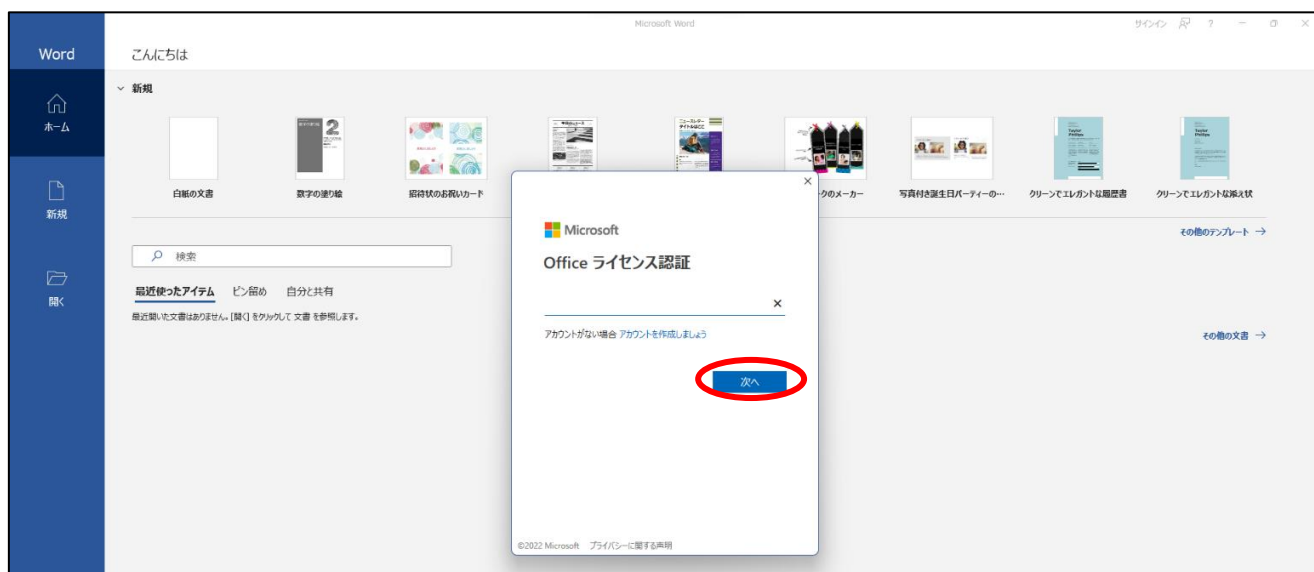 Microsoft Word
サインイン ? － ×
Word
こんにちは
新規
ホーム
白紙の文書
数字の塗り絵
招待状のお祝いカード
クのメーカー
写真付き誕生日パーティーの…
クリーンでエレガントな履歴書
クリーンでエレガントな添え状
新規
その他のテンプレート →
検索
開く
最近使ったアイテム ピン留め 自分と共有
最近開いた文書はありません。[開く] をクリックして 文書 を参照します。
その他の文書 →
×
Microsoft
Office ライセンス認証
×
アカウントがない場合 アカウントを作成しましょう
次へ
©2022 Microsoft プライバシーに関する声明